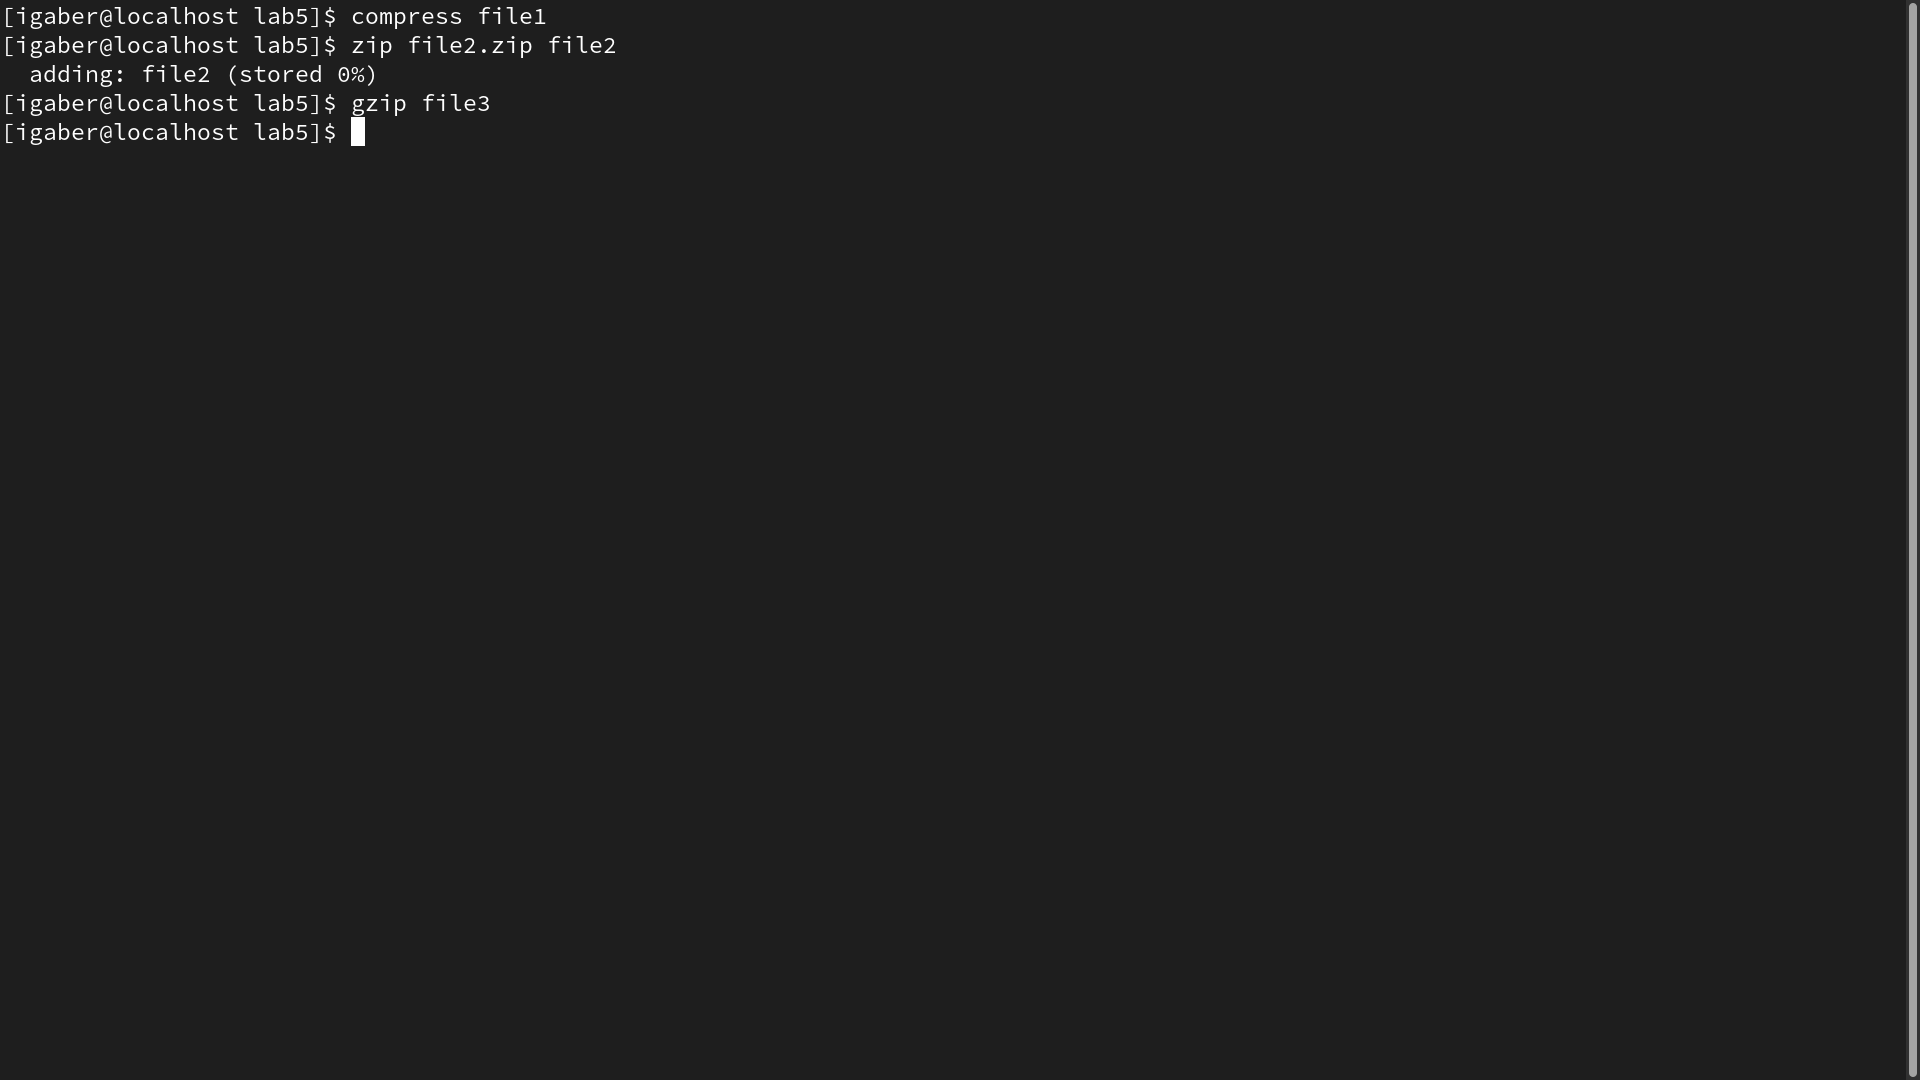 [igaber@localhost lab5]$ compress file1
[igaber@localhost lab5]$ zip file2.zip file2
  adding: file2 (stored 0%)
[igaber@localhost lab5]$ gzip file3
[igaber@localhost lab5]$